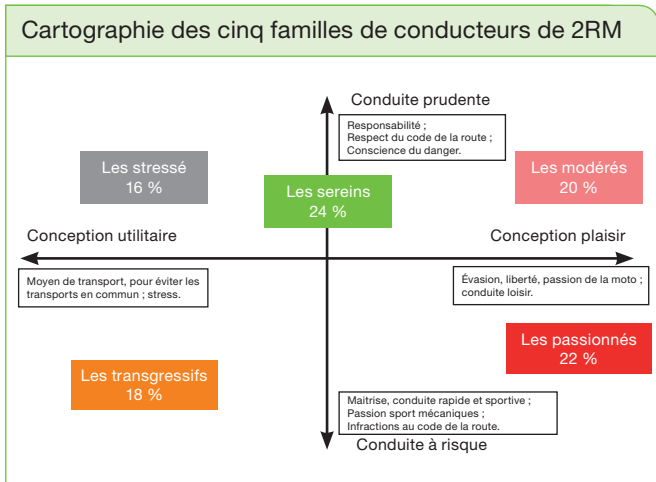 Cartographie des cinq familles de conducteurs de 2RM
Conduite prudente
Responsabilité ;
Respect du code de la route ;
Conscience du danger.
Les stressé
16 %
Les sereins
24 %
Les modérés
20 %
Conception utilitaire
Conception plaisir
Moyen de transport, pour éviter les
transports en commun ; stress.
Évasion, liberté, passion de la moto ;
conduite loisir.
Les passionnés
22 %
Les transgressifs
18 %
Maitrise, conduite rapide et sportive ;
Passion sport mécaniques ;
Infractions au code de la route.
Conduite à risque